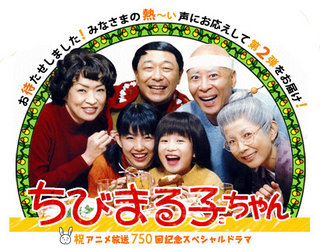 お待たせしました！みなさまの熱〜い声にお応えして第2弾をお届け！
ちびまる子ちゃん
祝アニメ放送750回記念スペシャルドラマ